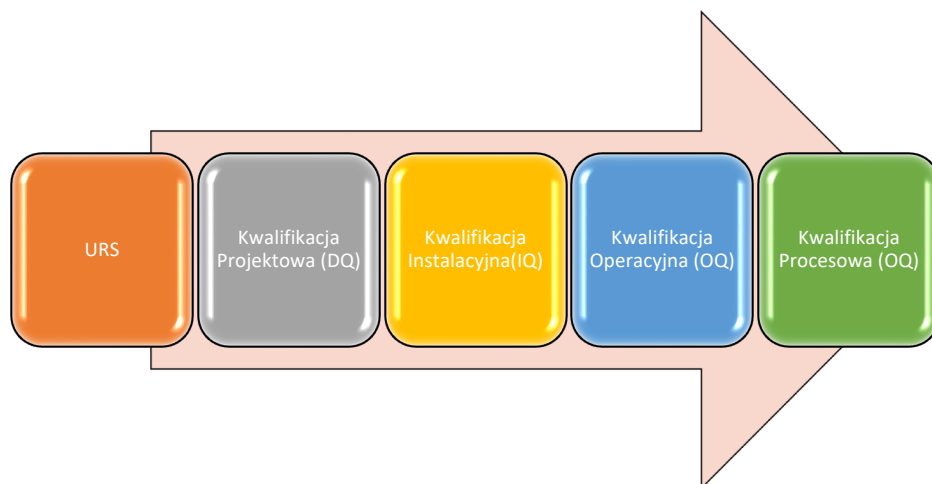 URS
Kwalifikacja
Projektowa (DQ)
Kwalifikacja
Instalacyjna(IQ)
Kwalifikacja
Operacyjna (OQ)
Kwalifikacja
Procesowa (OQ)